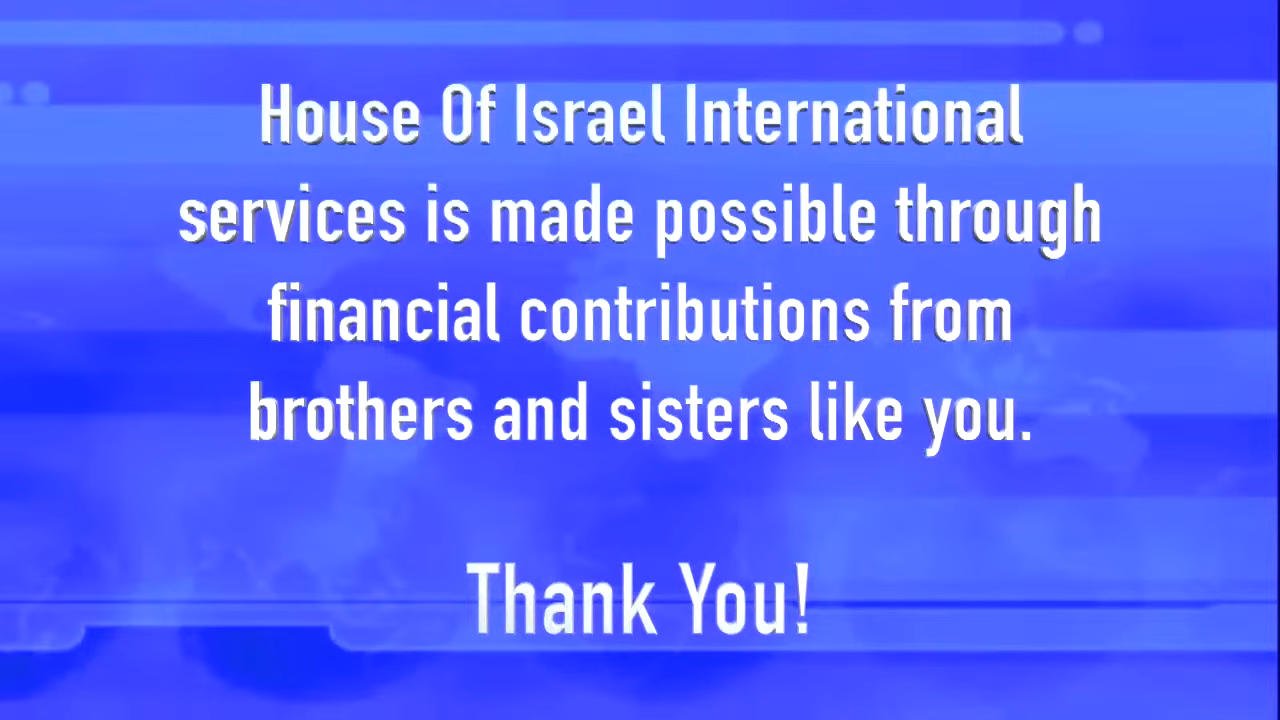 House Of Israel International
services is made possible through
financial contributions from
brothers and sisters like you.
Thank You!